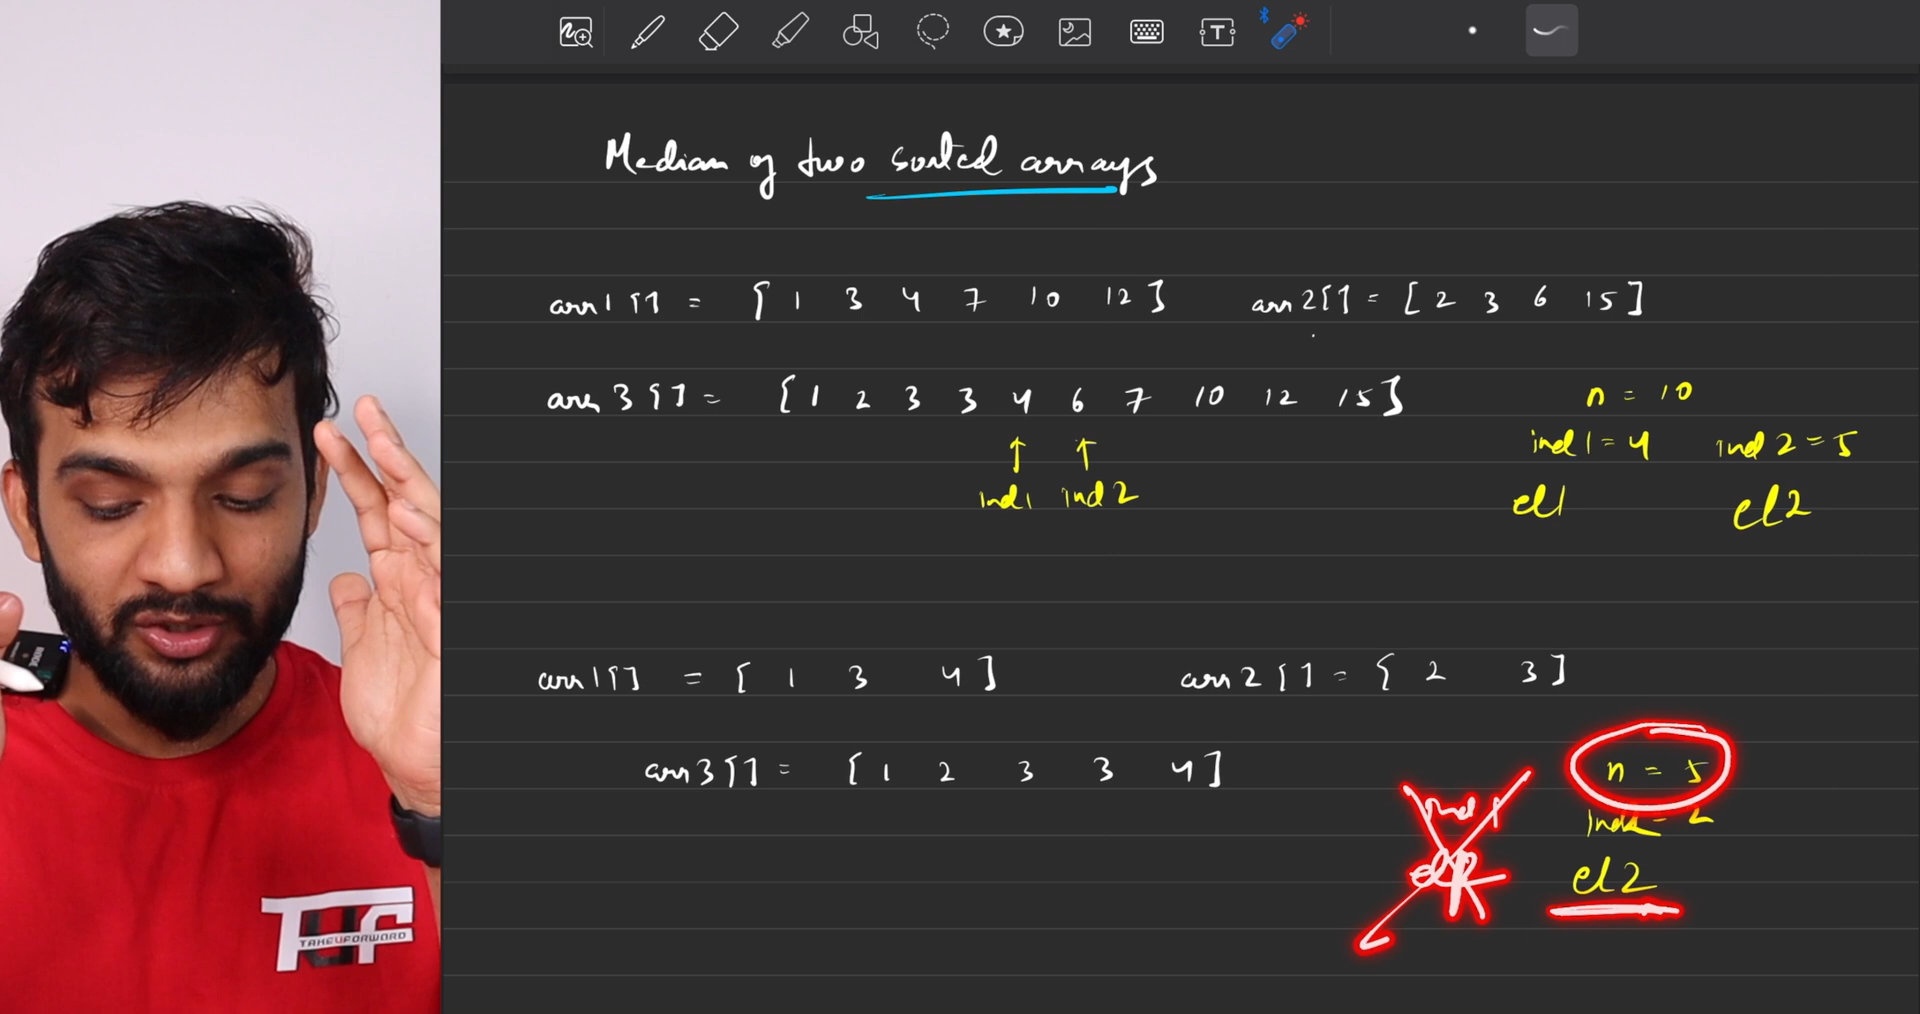 Median of two sorted arrays
arr1[] = [ 1 3 4 7 10 12 ] arr2[] = [ 2 3 6 15 ]
arr3[] = [ 1 2 3 3 4 6 7 10 12 15 ] n = 10
ind1 = 4 ind2 = 5
ind1 ind2 el1 el2
arr1[] = [ 1 3 4 ] arr2[] = [ 2 3 ]
n = 5
arr3[] = [ 1 2 3 3 4 ]
ind1
el2
TUF
TAKEUFORWARD